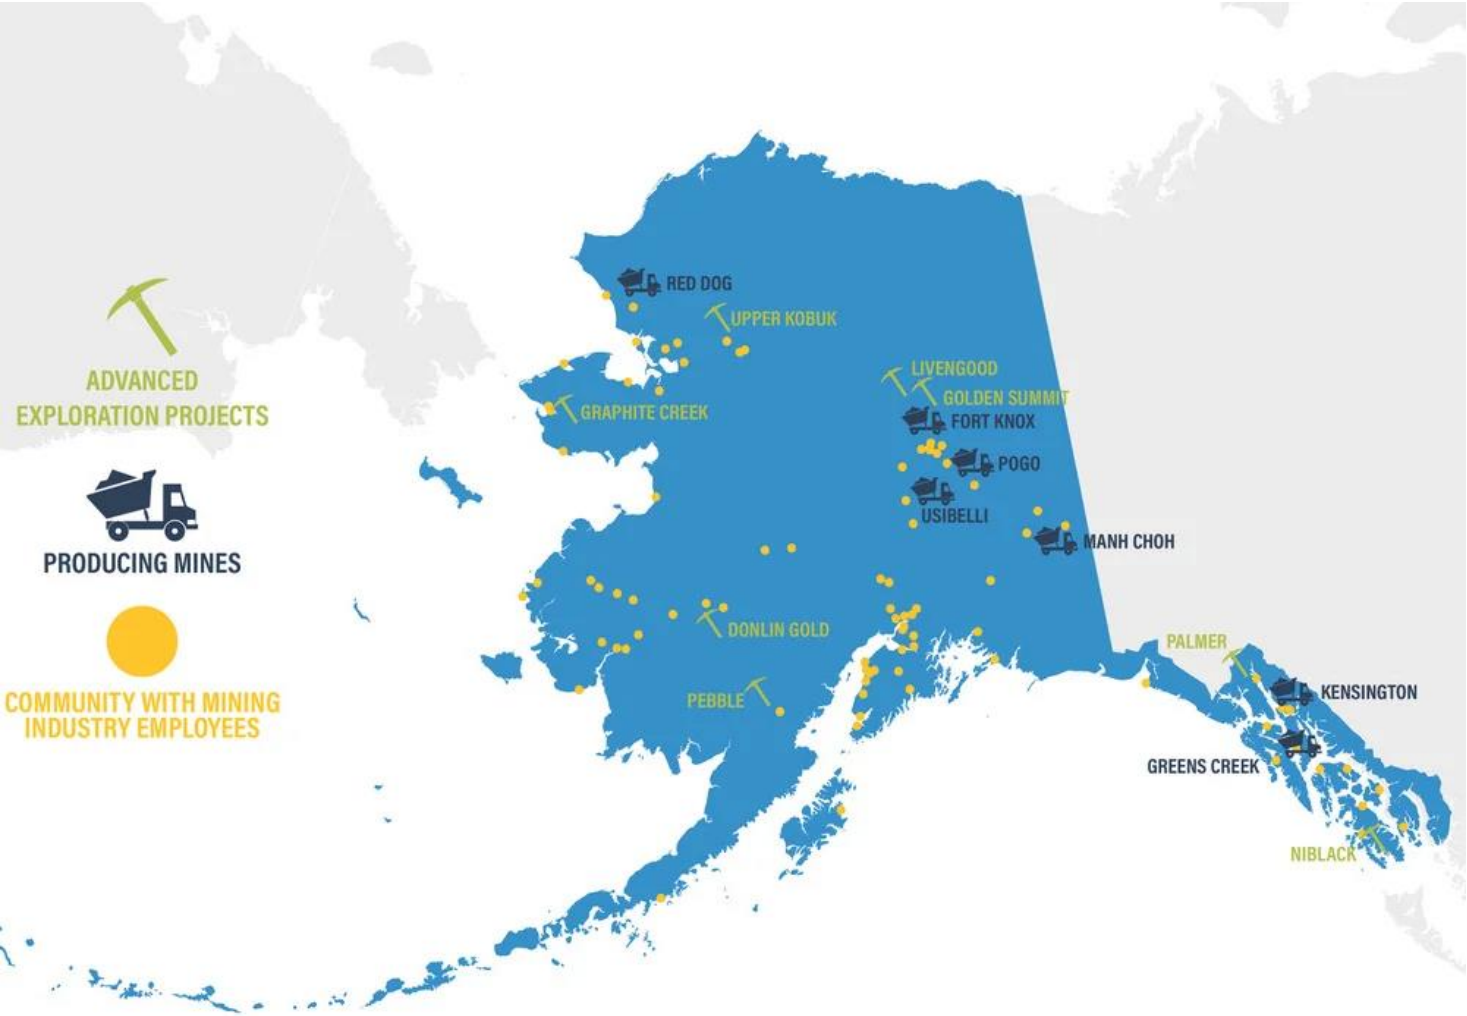 RED DOG
UPPER KOBUK
LIVENGOOD
GOLDEN SUMMIT
ADVANCED
EXPLORATION PROJECTS
GRAPHITE CREEK
FORT KNOX
POGO
USIBELLI
PRODUCING MINES
MANH CHOH
DONLIN GOLD
PALMER
COMMUNITY WITH MINING
INDUSTRY EMPLOYEES
PEBBLE
KENSINGTON
GREENS CREEK
NIBLACK